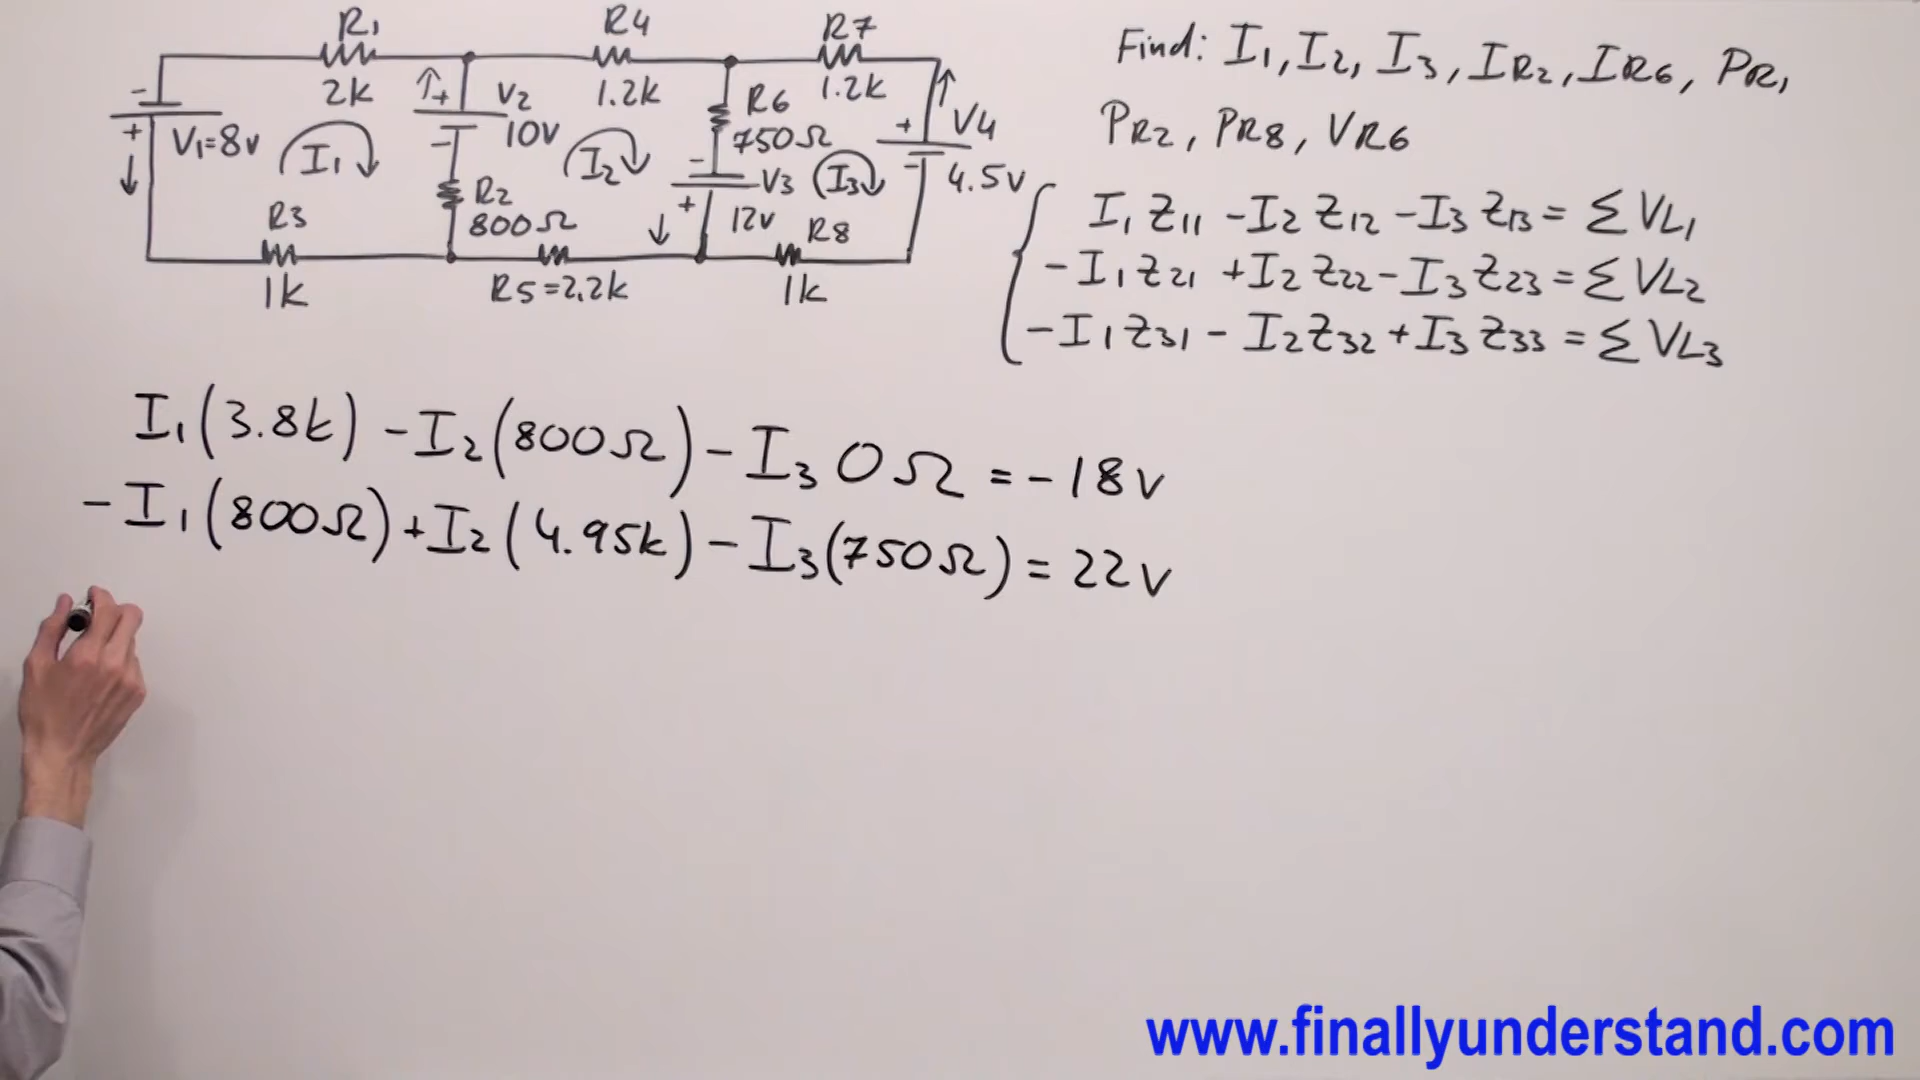 R1 R4 R7
2k V2 1.2k R6 1.2k V4
- + + -
V1=8v 10v 750Ω 4.5v
I1 I2 I3
R2 V3
800Ω 12v
R3 R8
1k R5=2.2k 1k
Find: I1, I2, I3, IR2, IR6, PR1
PR2, PR8, VR6
I1 Z11 -I2 Z12 -I3 Z13 = ΣVL1
-I1 Z21 +I2 Z22 -I3 Z23 = ΣVL2
-I1 Z31 - I2 Z32 +I3 Z33 = ΣVL3
I1(3.8k) -I2(800Ω) -I3 0Ω = -18v
-I1(800Ω) +I2(4.95k) -I3(750Ω) = 22v
www.finallyunderstand.com